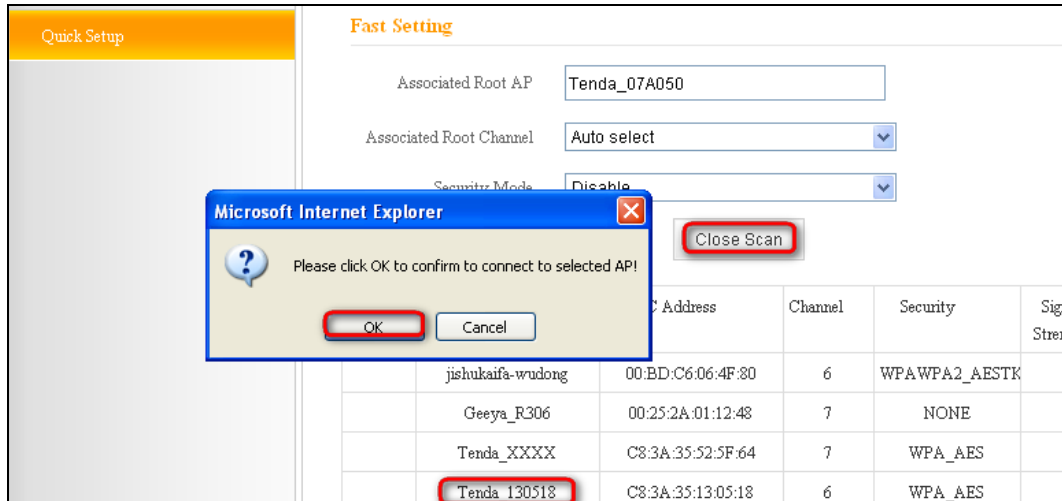 Quick Setup
Fast Setting
Associated Root AP Tenda_07A050
Associated Root Channel Auto select
Security Mode Disable
Microsoft Internet Explorer
Close Scan
Please click OK to confirm to connect to selected AP!
OK Cancel
Address Channel Security
jishukaifa-wudong 00:BD:C6:06:4F:80 6 WPAWPA2_AESTK
Geeya_R306 00:25:2A:01:12:48 7 NONE
Tenda_XXXX C8:3A:35:52:5F:64 7 WPA_AES
Tenda_130518 C8:3A:35:13:05:18 6 WPA_AES